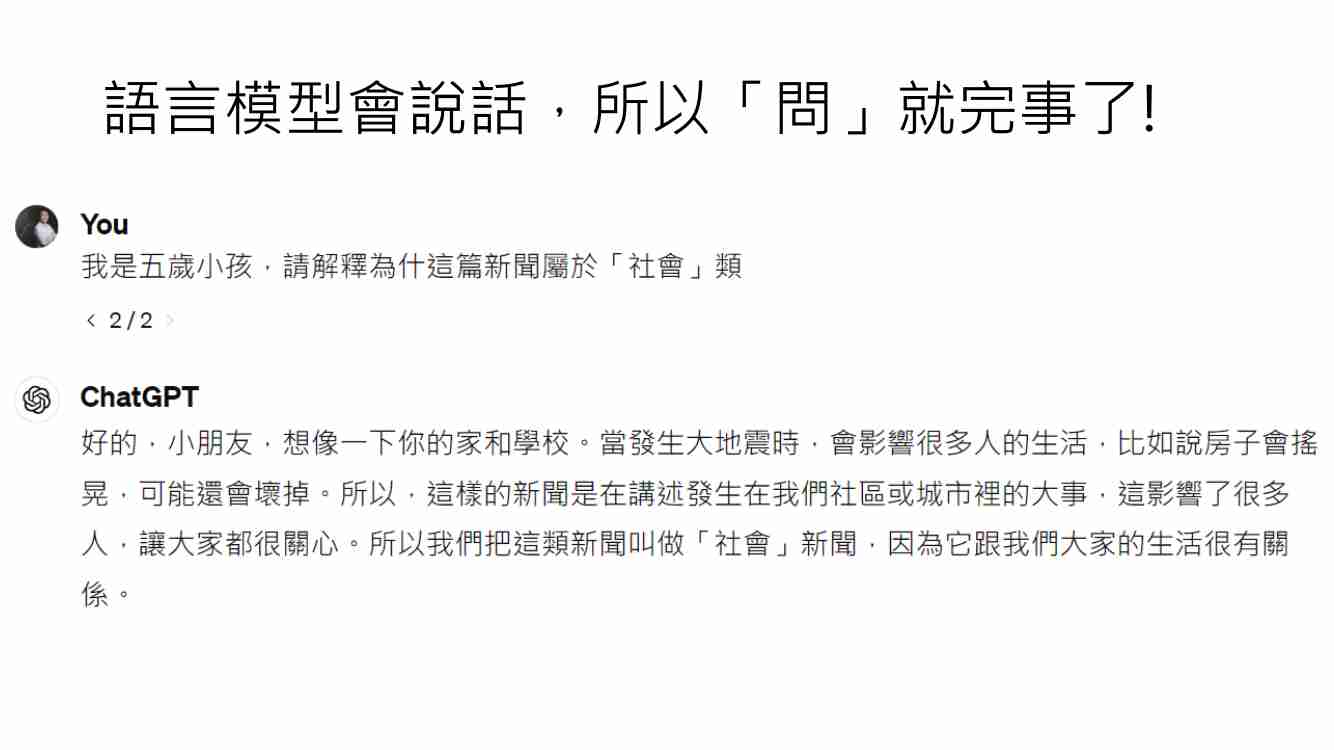 語言模型會說話，所以「問」就完事了!
You
我是五歲小孩，請解釋為什這篇新聞屬於「社會」類
< 2/2 >
ChatGPT
好的，小朋友，想像一下你的家和學校。當發生大地震時，會影響很多人的生活，比如說房子會搖
晃，可能還會壞掉。所以，這樣的新聞是在講述發生在我們社區或城市裡的大事，這影響了很多
人，讓大家都很關心。所以我們把這類新聞叫做「社會」新聞，因為它跟我們大家的生活很有關
係。